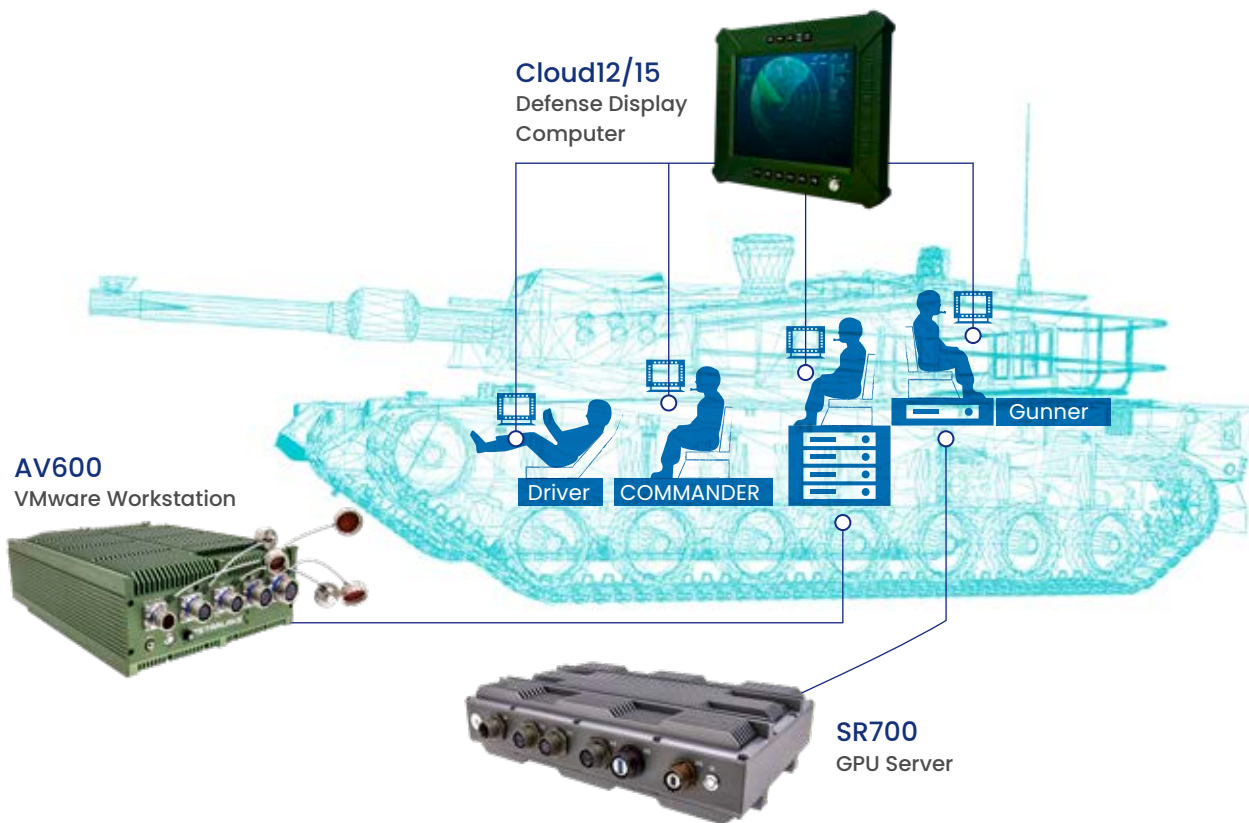 Cloud12/15
Defense Display
Computer
Gunner
AV600
VMware Workstation
Driver
COMMANDER
SR700
GPU Server